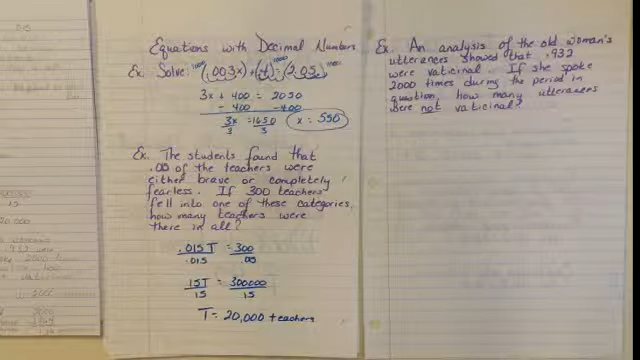 Equations with Decimal Numbers
Ex. Solve: (.003x) + (.4) = (2.05)
3x + 400 = 2050
- 400 -400
3x = 1650
3 3
x = 550
Ex. The students found that
.015 of the teachers were
either brave or completely
fearless. If 300 teachers
fell into one of these categories,
how many teachers were
there in all?
.015T = 300
.015 .015
15T = 300000
15 15
T = 20,000 teachers
Ex. An analysis of the old woman's
utterances showed that .932
were vaticinal. If she spoke
2000 times during the period in
question, how many utterances
were not vaticinal?